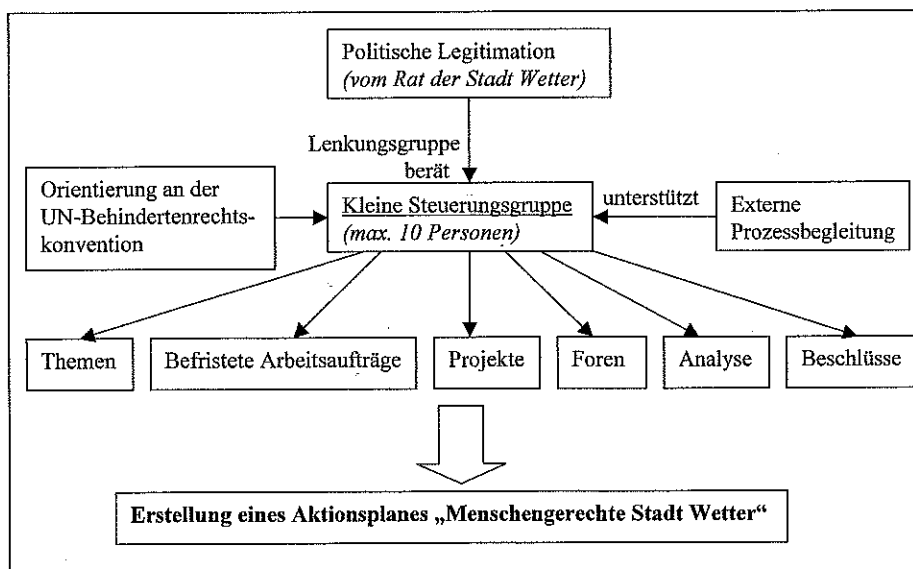 Politische Legitimation
(vom Rat der Stadt Wetter)
Lenkungsgruppe
berät
Orientierung an der
UN-Behindertenrechts-
konvention
Kleine Steuerungsgruppe
(max. 10 Personen)
unterstützt
Externe
Prozessbegleitung
Themen
Befristete Arbeitsaufträge
Projekte
Foren
Analyse
Beschlüsse
Erstellung eines Aktionsplanes „Menschengerechte Stadt Wetter“